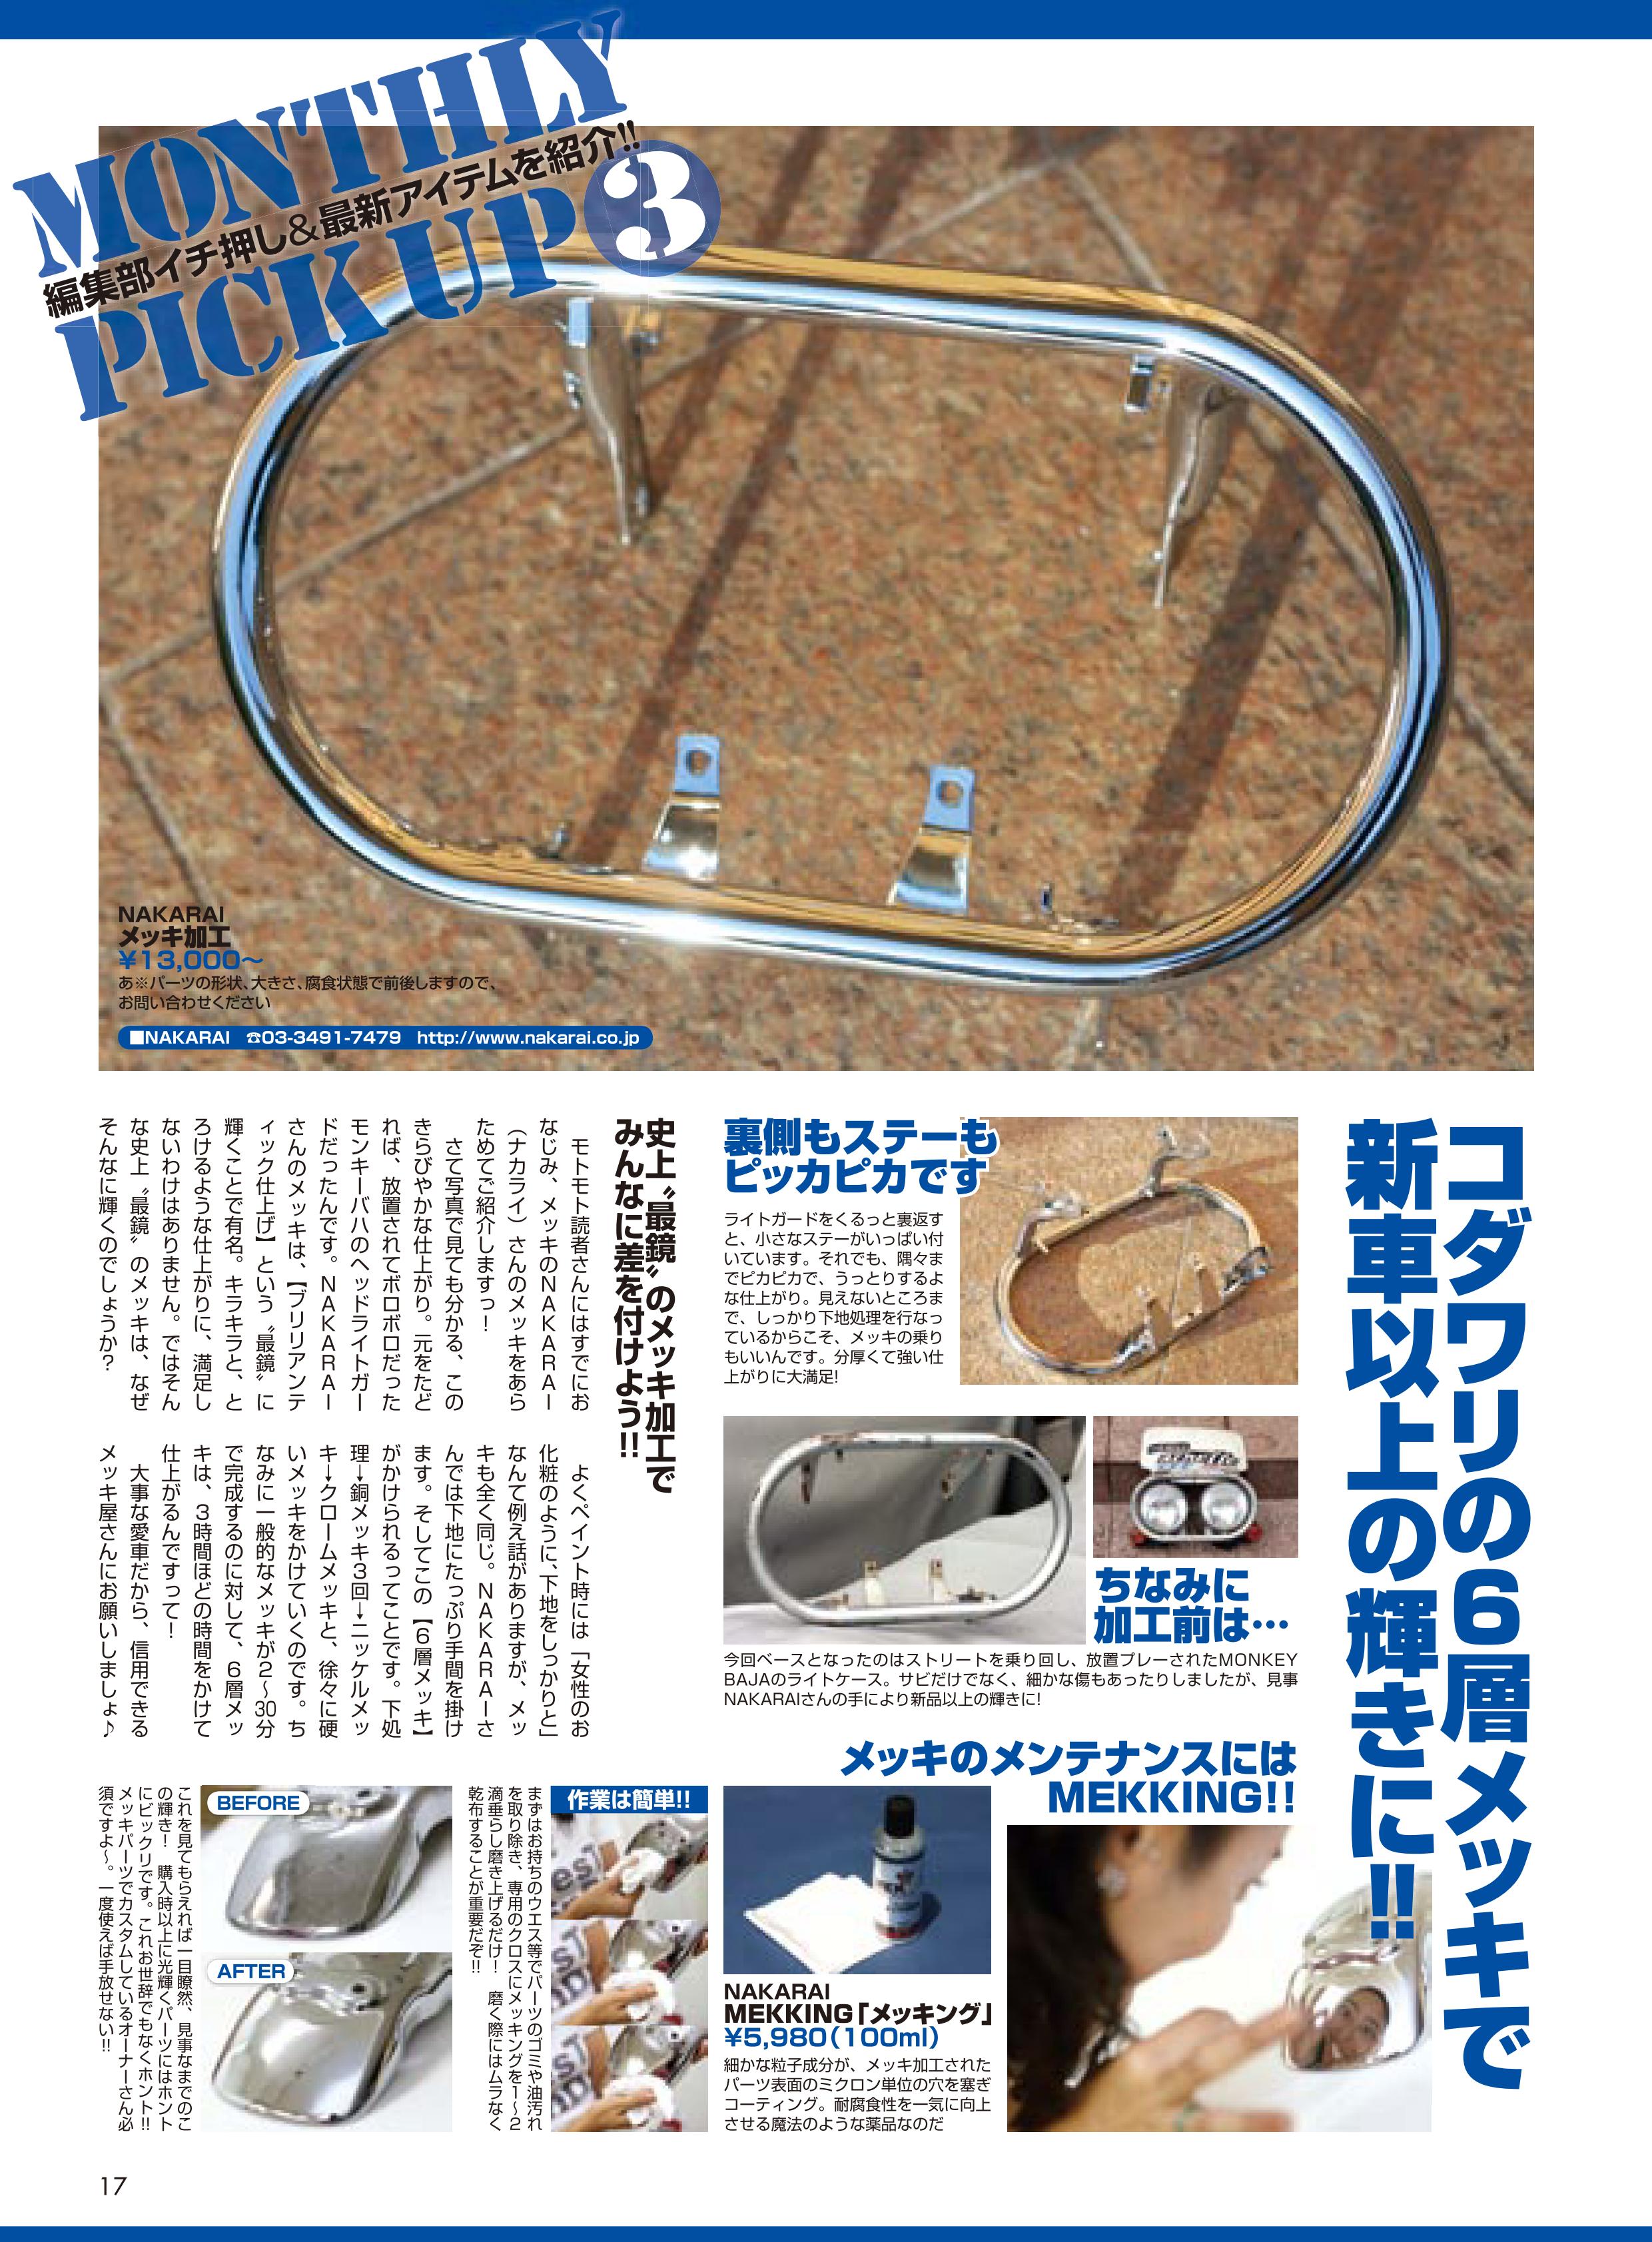 MONTHLY
編集部イチ押し&最新アイテムを紹介!!
PICK UP 3
NAKARAI
メッキ加工
¥13,000〜
あ※パーツの形状、大きさ、腐食状態で前後しますので、
お問い合わせください
■NAKARAI ☎03-3491-7479 http://www.nakarai.co.jp
コダワリの6層メッキで
新車以上の輝きに!!
裏側もステーも
ピッカピカです
ライトガードをくるっと裏返す
と、小さなステーがいっぱい付
いています。それでも、隅々ま
でピカピカで、うっとりするよ
な仕上がり。見えないところま
で、しっかり下地処理を行なっ
ているからこそ、メッキの乗り
もいいんです。分厚くて強い仕
上がりに大満足!
ちなみに
加工前は…
今回ベースとなったのはストリートを乗り回し、放置プレーされたMONKEY
BAJAのライトケース。サビだけでなく、細かな傷もあったりしましたが、見事
NAKARAIさんの手により新品以上の輝きに!
史上〝最鏡〟のメッキ加工で
みんなに差を付けよう!!
モトモト読者さんにはすでにお
なじみ、メッキのNAKARAI
（ナカライ）さんのメッキをあら
ためてご紹介しますっ！
さて写真で見ても分かる、この
きらびやかな仕上がり。元をたど
れば、放置されてボロボロだった
モンキーバハのヘッドライトガー
ドだったんです。NAKARAI
さんのメッキは、【ブリリアンテ
ィック仕上げ】という〝最鏡〟に
輝くことで有名。キラキラと、と
ろけるような仕上がりに、満足し
ないわけはありません。ではそん
な史上〝最鏡〟のメッキは、なぜ
そんなに輝くのでしょうか？
よくペイント時には「女性のお
化粧のように、下地をしっかりと」
なんて例え話がありますが、メッ
キも全く同じ。NAKARAIさ
んでは下地にたっぷり手間を掛け
ます。そしてこの【6層メッキ】
がかけられるってことです。下処
理→銅メッキ3回→ニッケルメッ
キ→クロームメッキと、徐々に硬
いメッキをかけていくのです。ち
なみに一般的なメッキが2〜30分
で完成するのに対して、6層メッ
キは、3時間ほどの時間をかけて
仕上がるんですって！
大事な愛車だから、信用できる
メッキ屋さんにお願いしましょ♪
メッキのメンテナンスには
MEKKING!!
NAKARAI
MEKKING「メッキング」
¥5,980（100ml）
細かな粒子成分が、メッキ加工された
パーツ表面のミクロン単位の穴を塞ぎ
コーティング。耐腐食性を一気に向上
させる魔法のような薬品なのだ
作業は簡単!!
まずはお持ちのウエス等でパーツのゴミや油汚れ
を取り除き、専用のクロスにメッキングを1〜2
滴垂らし磨き上げるだけ！ 磨く際にはムラなく
乾布することが重要だぞ!!
BEFORE
AFTER
これを見てもらえれば一目瞭然、見事なまでのこ
の輝き！ 購入時以上に光輝くパーツにはホント
にビックリです。これお世辞でもなくホント!!
メッキパーツでカスタムしているオーナーさん必
須ですよ〜。一度使えば手放せない!!
17